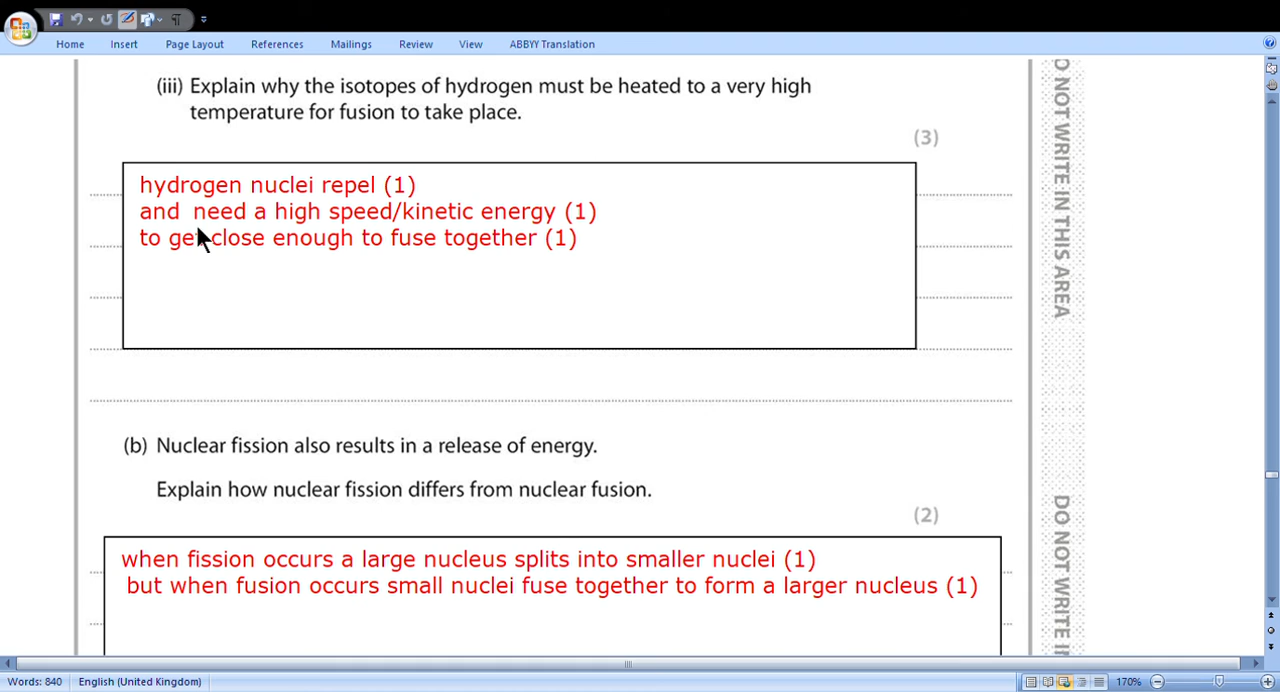 Home Insert Page Layout References Mailings Review View ABBYY Translation
(iii) Explain why the isotopes of hydrogen must be heated to a very high
temperature for fusion to take place.
(3)
hydrogen nuclei repel (1)
and need a high speed/kinetic energy (1)
to get close enough to fuse together (1)
O NOT WRITE IN THIS AREA
(b) Nuclear fission also results in a release of energy.
Explain how nuclear fission differs from nuclear fusion.
(2)
when fission occurs a large nucleus splits into smaller nuclei (1)
but when fusion occurs small nuclei fuse together to form a larger nucleus (1)
DO NOT WRITE IN
Words: 840 English (United Kingdom) 170%